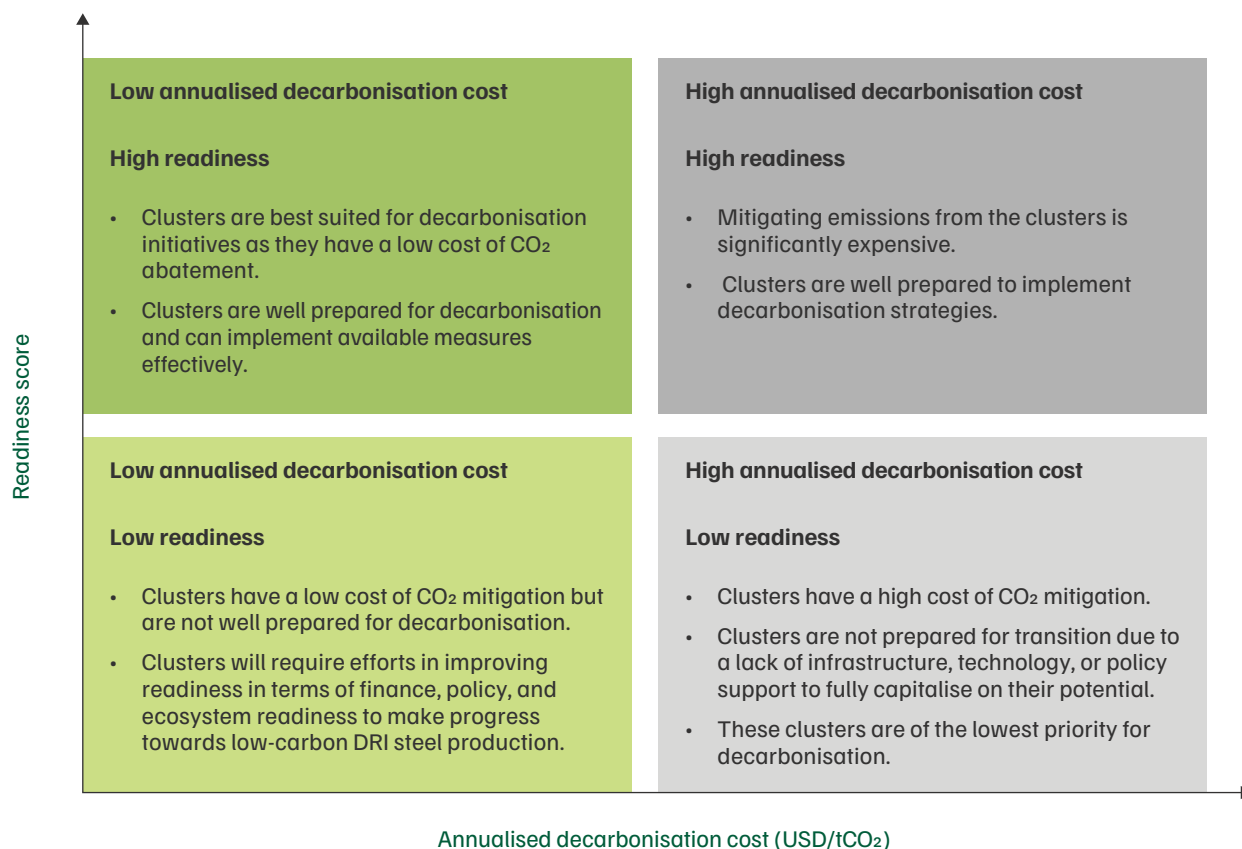 Low annualised decarbonisation cost
High readiness
• Clusters are best suited for decarbonisation
initiatives as they have a low cost of CO₂
abatement.
• Clusters are well prepared for decarbonisation
and can implement available measures
effectively.
High annualised decarbonisation cost
High readiness
• Mitigating emissions from the clusters is
significantly expensive.
• Clusters are well prepared to implement
decarbonisation strategies.
Readiness score
Low annualised decarbonisation cost
Low readiness
• Clusters have a low cost of CO₂ mitigation but
are not well prepared for decarbonisation.
• Clusters will require efforts in improving
readiness in terms of finance, policy, and
ecosystem readiness to make progress
towards low-carbon DRI steel production.
High annualised decarbonisation cost
Low readiness
• Clusters have a high cost of CO₂ mitigation.
• Clusters are not prepared for transition due to
a lack of infrastructure, technology, or policy
support to fully capitalise on their potential.
• These clusters are of the lowest priority for
decarbonisation.
Annualised decarbonisation cost (USD/tCO₂)